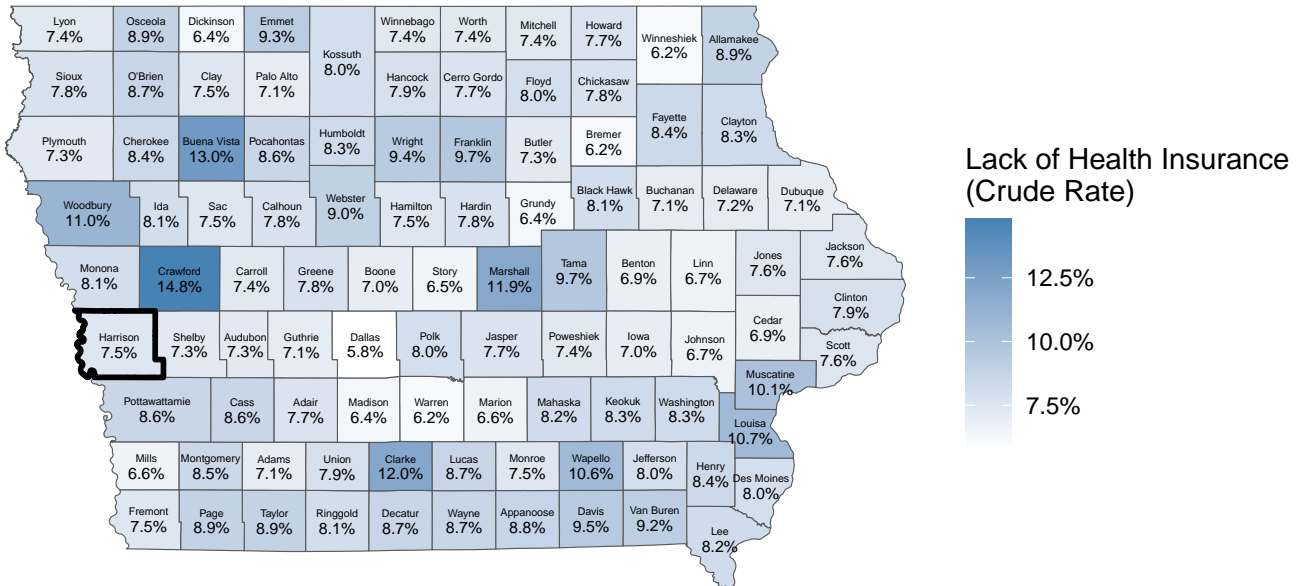 Lyon
7.4%
Osceola
8.9%
Dickinson
6.4%
Emmet
9.3%
Kossuth
8.0%
Winnebago
7.4%
Worth
7.4%
Mitchell
7.4%
Howard
7.7%
Winneshiek
6.2%
Allamakee
8.9%
Sioux
7.8%
O'Brien
8.7%
Clay
7.5%
Palo Alto
7.1%
Hancock
7.9%
Cerro Gordo
7.7%
Floyd
8.0%
Chickasaw
7.8%
Fayette
8.4%
Clayton
8.3%
Plymouth
7.3%
Cherokee
8.4%
Buena Vista
13.0%
Pocahontas
8.6%
Humboldt
8.3%
Wright
9.4%
Franklin
9.7%
Butler
7.3%
Bremer
6.2%
Woodbury
11.0%
Ida
8.1%
Sac
7.5%
Calhoun
7.8%
Webster
9.0%
Hamilton
7.5%
Hardin
7.8%
Grundy
6.4%
Black Hawk
8.1%
Buchanan
7.1%
Delaware
7.2%
Dubuque
7.1%
Monona
8.1%
Crawford
14.8%
Carroll
7.4%
Greene
7.8%
Boone
7.0%
Story
6.5%
Marshall
11.9%
Tama
9.7%
Benton
6.9%
Linn
6.7%
Jones
7.6%
Jackson
7.6%
Clinton
7.9%
Harrison
7.5%
Shelby
7.3%
Audubon
7.3%
Guthrie
7.1%
Dallas
5.8%
Polk
8.0%
Jasper
7.7%
Poweshiek
7.4%
Iowa
7.0%
Johnson
6.7%
Cedar
6.9%
Scott
7.6%
Muscatine
10.1%
Pottawattamie
8.6%
Cass
8.6%
Adair
7.7%
Madison
6.4%
Warren
6.2%
Marion
6.6%
Mahaska
8.2%
Keokuk
8.3%
Washington
8.3%
Louisa
10.7%
Mills
6.6%
Montgomery
8.5%
Adams
7.1%
Union
7.9%
Clarke
12.0%
Lucas
8.7%
Monroe
7.5%
Wapello
10.6%
Jefferson
8.0%
Henry
8.4%
Des Moines
8.0%
Fremont
7.5%
Page
8.9%
Taylor
8.9%
Ringgold
8.1%
Decatur
8.7%
Wayne
8.7%
Appanoose
8.8%
Davis
9.5%
Van Buren
9.2%
Lee
8.2%
Lack of Health Insurance
(Crude Rate)
12.5%
10.0%
7.5%